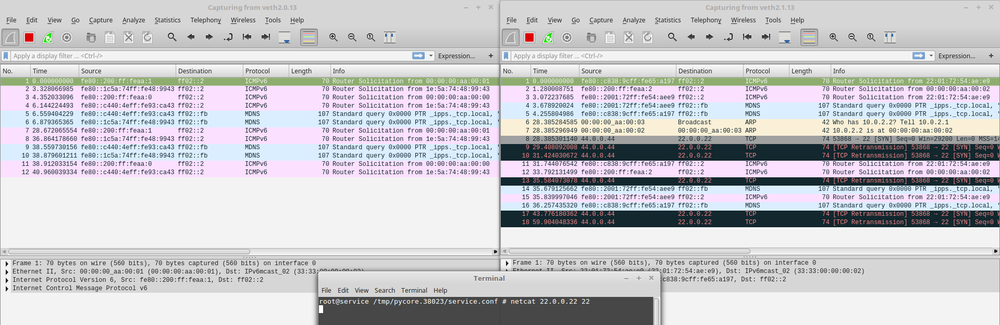 Capturing from veth2.0.13
File Edit View Go Capture Analyze Statistics Telephony Wireless Tools Help
Apply a display filter ... <Ctrl-/> Expression... +
No. Time Source Destination Protocol Length Info
1 0.000000000 fe80::200:ff:feaa:1 ff02::2 ICMPv6 70 Router Solicitation from 00:00:00:aa:00:01
2 3.328066985 fe80::1c5a:74ff:fe48:9943 ff02::2 ICMPv6 70 Router Solicitation from 1e:5a:74:48:99:43
3 4.352033096 fe80::200:ff:feaa:0 ff02::2 ICMPv6 70 Router Solicitation from 00:00:00:aa:00:00
4 6.144224493 fe80::c440:4eff:fe93:ca43 ff02::2 ICMPv6 70 Router Solicitation from 1e:5a:74:48:99:43
5 6.559404229 fe80::c440:4eff:fe93:ca43 ff02::fb MDNS 107 Standard query 0x0000 PTR _ipps._tcp.local, "
6 6.879365365 fe80::1c5a:74ff:fe48:9943 ff02::fb MDNS 107 Standard query 0x0000 PTR _ipps._tcp.local, "
7 28.672065554 fe80::200:ff:feaa:1 ff02::2 ICMPv6 70 Router Solicitation from 00:00:00:aa:00:01
8 36.864178660 fe80::1c5a:74ff:fe48:9943 ff02::2 ICMPv6 70 Router Solicitation from 1e:5a:74:48:99:43
9 38.559730156 fe80::c440:4eff:fe93:ca43 ff02::fb MDNS 107 Standard query 0x0000 PTR _ipps._tcp.local, "
10 38.879601211 fe80::1c5a:74ff:fe48:9943 ff02::fb MDNS 107 Standard query 0x0000 PTR _ipps._tcp.local, "
11 38.912033154 fe80::200:ff:feaa:0 ff02::2 ICMPv6 70 Router Solicitation from 00:00:00:aa:00:00
12 40.960039334 fe80::c440:4eff:fe93:ca43 ff02::2 ICMPv6 70 Router Solicitation from 1e:5a:74:48:99:43
Frame 1: 70 bytes on wire (560 bits), 70 bytes captured (560 bits) on interface 0
Ethernet II, Src: 00:00:00_aa:00:01 (00:00:00:aa:00:01), Dst: IPv6mcast_02 (33:33:00:00:00:02)
Internet Protocol Version 6, Src: fe80::200:ff:feaa:1, Dst: ff02::2
Internet Control Message Protocol v6
Capturing from veth2.1.13
File Edit View Go Capture Analyze Statistics Telephony Wireless Tools Help
Apply a display filter ... <Ctrl-/> Expression... +
No. Time Source Destination Protocol Length Info
1 0.000000000 fe80::c838:9cff:fe65:a197 ff02::2 ICMPv6 70 Router Solicitation from 22:01:72:54:ae:e9
2 1.280008751 fe80::200:ff:feaa:2 ff02::2 ICMPv6 70 Router Solicitation from 00:00:00:aa:00:02
3 3.072237685 fe80::2001:72ff:fe54:aee9 ff02::2 ICMPv6 70 Router Solicitation from 22:01:72:54:ae:e9
4 3.678920024 fe80::2001:72ff:fe54:aee9 ff02::fb MDNS 107 Standard query 0x0000 PTR _ipps._tcp.local, "
5 4.255804986 fe80::c838:9cff:fe65:a197 ff02::fb MDNS 107 Standard query 0x0000 PTR _ipps._tcp.local, "
6 28.385284585 00:00:00_aa:00:03 Broadcast ARP 42 Who has 10.0.2.2? Tell 10.0.2.1
7 28.385296949 00:00:00_aa:00:02 00:00:00_aa:00:03 ARP 42 10.0.2.2 is at 00:00:00:aa:00:02
8 28.385301140 44.0.0.44 22.0.0.22 TCP 74 53868 → 22 [SYN] Seq=0 Win=29200 Len=0 MSS=14
9 29.408092008 44.0.0.44 22.0.0.22 TCP 74 [TCP Retransmission] 53868 → 22 [SYN] Seq=0 W
10 31.424030672 44.0.0.44 22.0.0.22 TCP 74 [TCP Retransmission] 53868 → 22 [SYN] Seq=0 W
11 31.744076542 fe80::c838:9cff:fe65:a197 ff02::2 ICMPv6 70 Router Solicitation from 22:01:72:54:ae:e9
12 33.792131499 fe80::200:ff:feaa:2 ff02::2 ICMPv6 70 Router Solicitation from 00:00:00:aa:00:02
13 35.584073078 44.0.0.44 22.0.0.22 TCP 74 [TCP Retransmission] 53868 → 22 [SYN] Seq=0 W
14 35.679125662 fe80::2001:72ff:fe54:aee9 ff02::fb MDNS 107 Standard query 0x0000 PTR _ipps._tcp.local, "
15 35.839997046 fe80::2001:72ff:fe54:aee9 ff02::2 ICMPv6 70 Router Solicitation from 22:01:72:54:ae:e9
16 36.257435320 fe80::c838:9cff:fe65:a197 ff02::fb MDNS 107 Standard query 0x0000 PTR _ipps._tcp.local, "
17 43.776180362 44.0.0.44 22.0.0.22 TCP 74 [TCP Retransmission] 53868 → 22 [SYN] Seq=0 W
18 59.904048336 44.0.0.44 22.0.0.22 TCP 74 [TCP Retransmission] 53868 → 22 [SYN] Seq=0 W
Frame 1: 70 bytes on wire (560 bits), 70 bytes captured (560 bits) on interface 0
Ethernet II, Src: 22:01:72:54:ae:e9 (22:01:72:54:ae:e9), Dst: IPv6mcast_02 (33:33:00:00:00:02)
c838:9cff:fe65:a197, Dst: ff02::2
Terminal
File Edit View Search Terminal Help
root@service /tmp/pycore.38023/service.conf # netcat 22.0.0.22 22